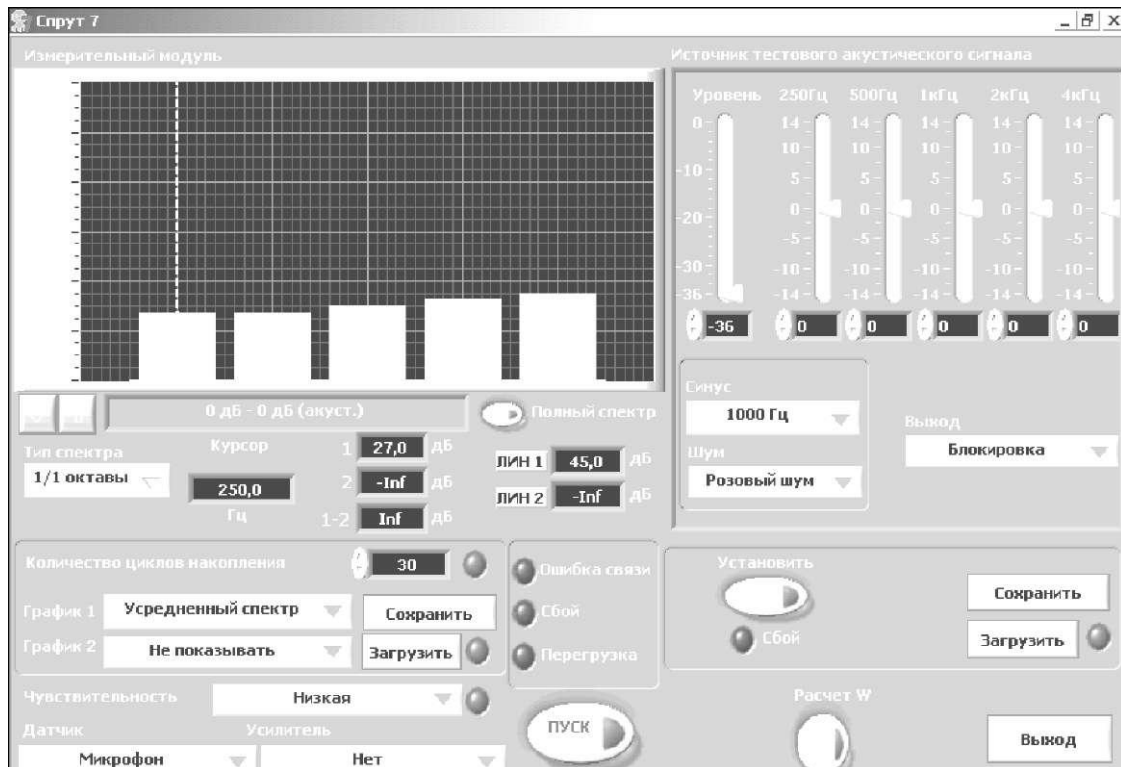 Спрут 7
Измерительный модуль
Источник тестового акустического сигнала
Уровень 250Гц 500Гц 1кГц 2кГц 4кГц
0 14 14 14 14 14
10 10 10 10 10
-10 5 5 5 5 5
-20 0 0 0 0 0
-5 -5 -5 -5 -5
-30 -10 -10 -10 -10 -10
-36 -14 -14 -14 -14 -14
-36 0 0 0 0 0
0 дБ - 0 дБ (акуст.)
Полный спектр
Тип спектра
1/1 октавы
Курсор
250,0
Гц
1 27,0 дБ
2 -Inf дБ
1-2 Inf дБ
ЛИН 1 45,0 дБ
ЛИН 2 -Inf дБ
Синус
1000 Гц
Шум
Розовый шум
Выход
Блокировка
Количество циклов накопления 30
График 1 Усредненный спектр Сохранить
График 2 Не показывать Загрузить
Ошибка связи
Сбой
Перегрузка
Установить
Сбой
Сохранить
Загрузить
Чувствительность Низкая
Датчик Усилитель
Микрофон Нет
ПУСК
Расчет W
Выход